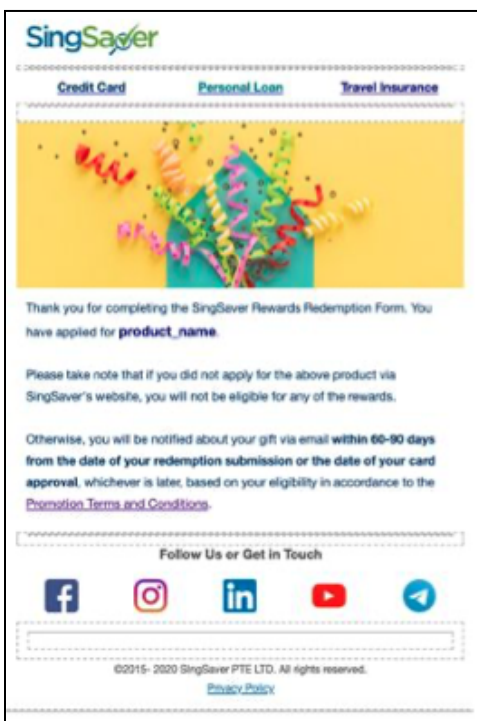 SingSaver
Credit Card Personal Loan Travel Insurance
Thank you for completing the SingSaver Rewards Redemption Form. You
have applied for product_name.
Please take note that if you did not apply for the above product via
SingSaver's website, you will not be eligible for any of the rewards.
Otherwise, you will be notified about your gift via email within 60-90 days
from the date of your redemption submission or the date of your card
approval, whichever is later, based on your eligibility in accordance to the
Promotion Terms and Conditions.
Follow Us or Get in Touch
in
©2015- 2020 SingSaver PTE LTD. All rights reserved.
Privacy Policy